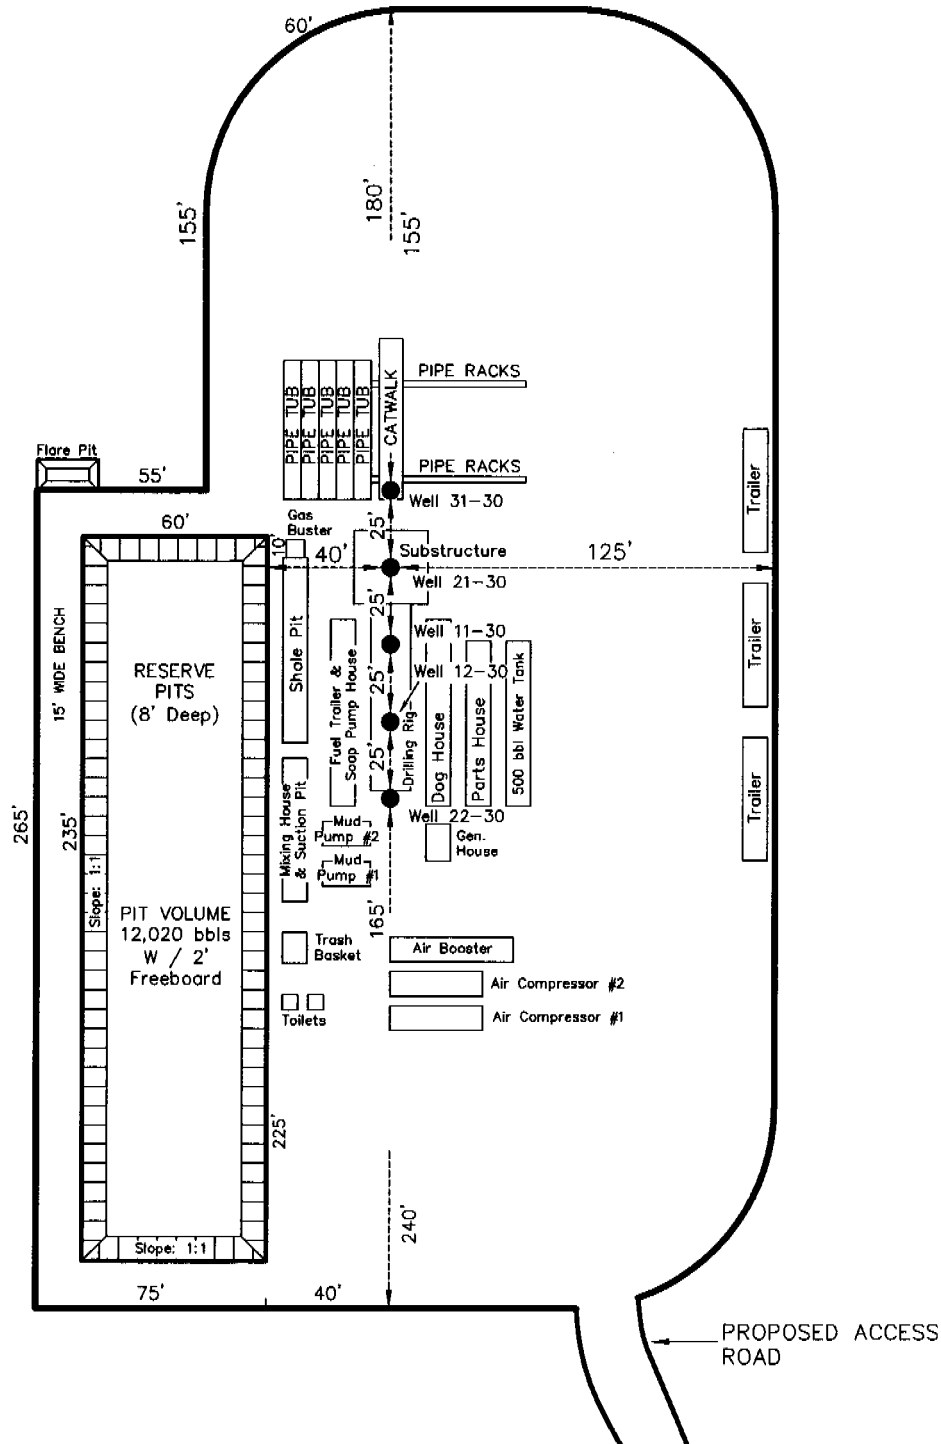 60'
155'
180'
155'
PIPE TUB
PIPE TUB
PIPE TUB
PIPE TUB
PIPE TUB
CATWALK
PIPE RACKS
PIPE RACKS
Flare Pit
55'
Well 31-30
Trailer
Gas
Buster
60'
10'
40'
25'
Substructure
125'
Well 21-30
25'
15' WIDE BENCH
RESERVE
PITS
(8' Deep)
Shale Pit
Fuel Trailer &
Soap Pump House
Well 11-30
Well 12-30
25'
25'
Drilling Rig
Dog House
Parts House
500 bbl Water Tank
Trailer
Trailer
265'
235'
Slope: 1:1
Mixing House
& Suction Pit
Mud
Pump #2
Mud
Pump #1
Well 22-30
Gen.
House
PIT VOLUME
12,020 bbls
W / 2'
Freeboard
165'
Trash
Basket
Air Booster
Air Compressor #2
Toilets
Air Compressor #1
225'
240'
Slope: 1:1
75'
40'
PROPOSED ACCESS
ROAD